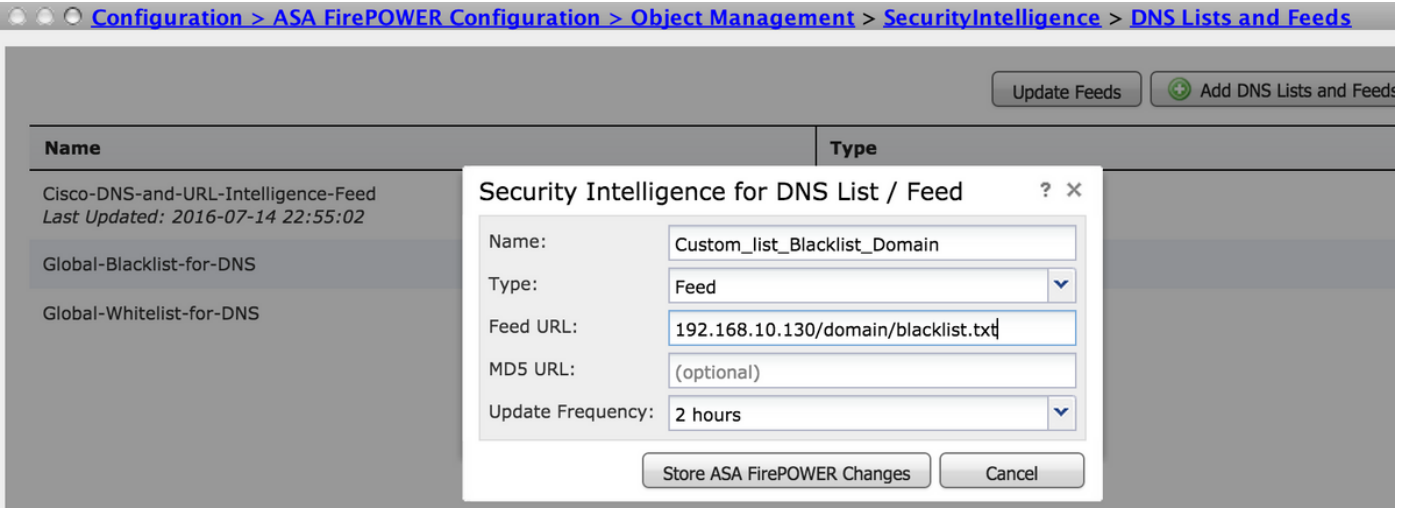 Configuration > ASA FirePOWER Configuration > Object Management > SecurityIntelligence > DNS Lists and Feeds
Update Feeds
Add DNS Lists and Feeds
Name
Type
Cisco-DNS-and-URL-Intelligence-Feed
Last Updated: 2016-07-14 22:55:02
Global-Blacklist-for-DNS
Global-Whitelist-for-DNS
Security Intelligence for DNS List / Feed
? ×
Name: Custom_list_Blacklist_Domain
Type: Feed
Feed URL: 192.168.10.130/domain/blacklist.txt
MD5 URL: (optional)
Update Frequency: 2 hours
Store ASA FirePOWER Changes
Cancel